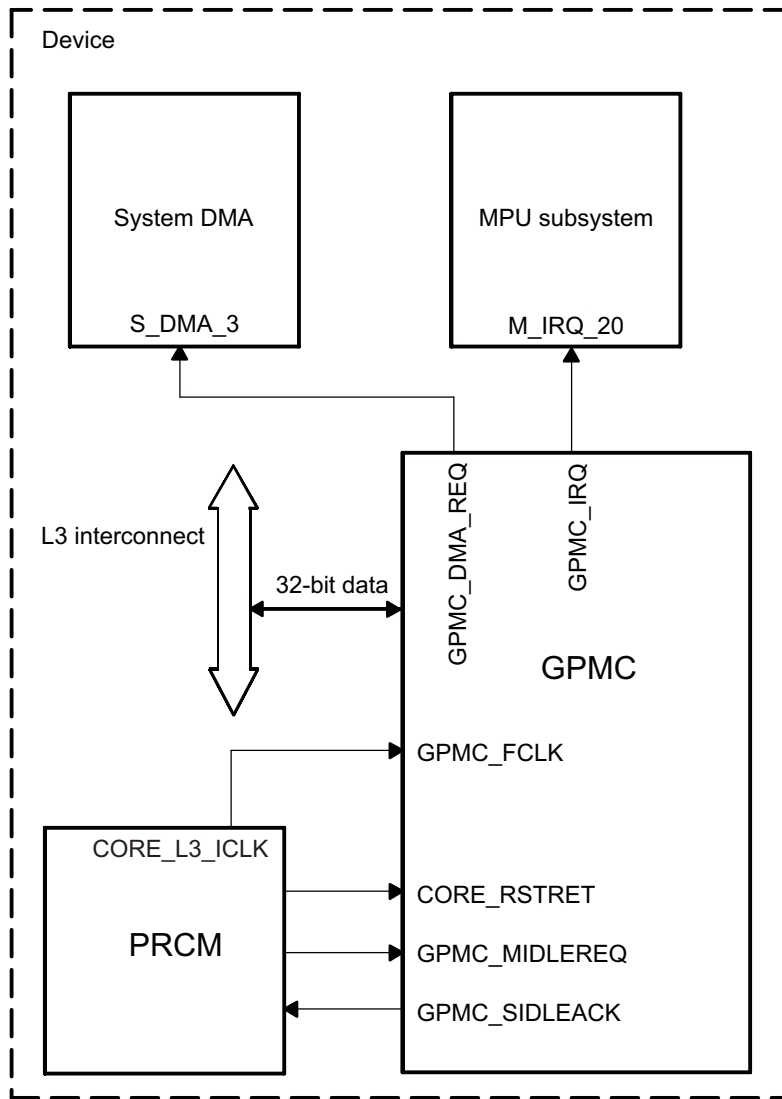 Device
System DMA
MPU subsystem
S_DMA_3
M_IRQ_20
GPMC_DMA_REQ
GPMC_IRQ
L3 interconnect
32-bit data
GPMC
GPMC_FCLK
CORE_L3_ICLK
CORE_RSTRET
PRCM
GPMC_MIDLEREQ
GPMC_SIDLEACK